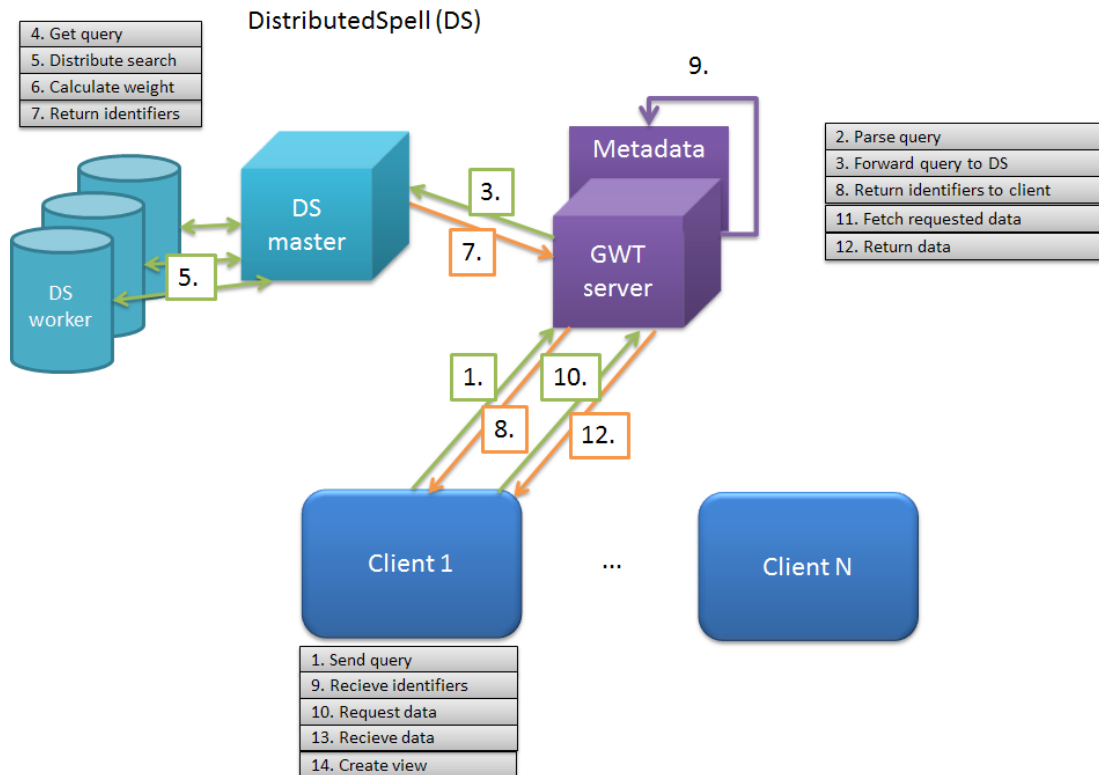 DistributedSpell (DS)
4. Get query
5. Distribute search
6. Calculate weight
7. Return identifiers
9.
Metadata
2. Parse query
3. Forward query to DS
8. Return identifiers to client
11. Fetch requested data
12. Return data
DS
master
3.
7.
GWT
server
5.
DS
worker
1.
10.
8.
12.
Client 1
...
Client N
1. Send query
9. Recieve identifiers
10. Request data
13. Recieve data
14. Create view